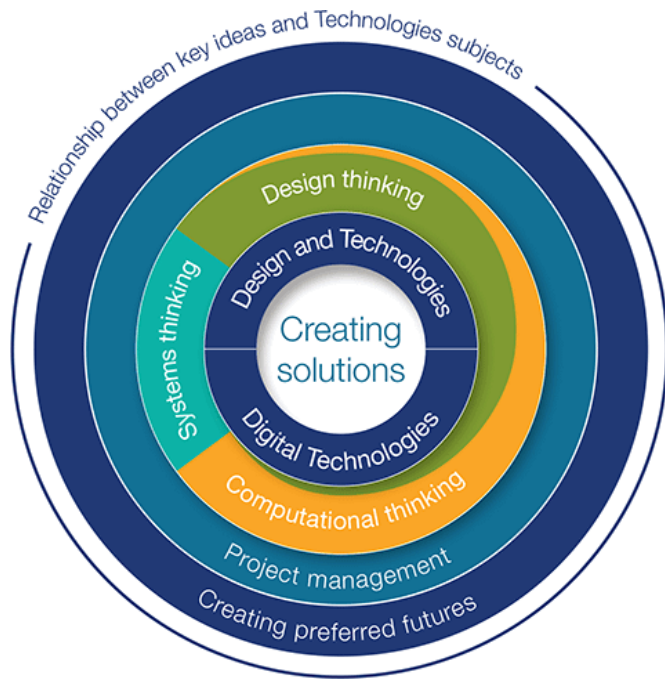 Relationship between key ideas and Technologies subjects
Design thinking
Design and Technologies
Systems thinking
Creating
solutions
Digital Technologies
Computational thinking
Project management
Creating preferred futures